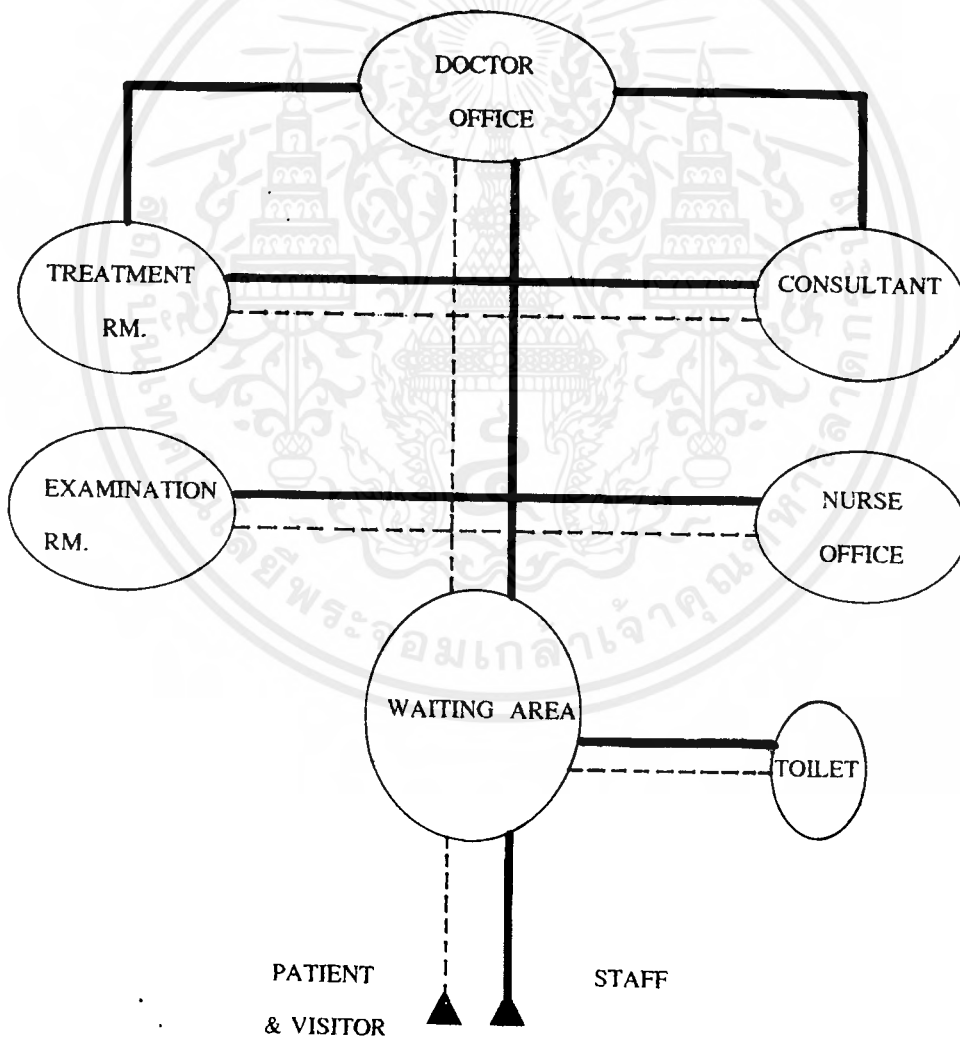 DOCTOR
OFFICE
TREATMENT
RM.
CONSULTANT
EXAMINATION
RM.
NURSE
OFFICE
WAITING AREA
TOILET
PATIENT
& VISITOR
STAFF